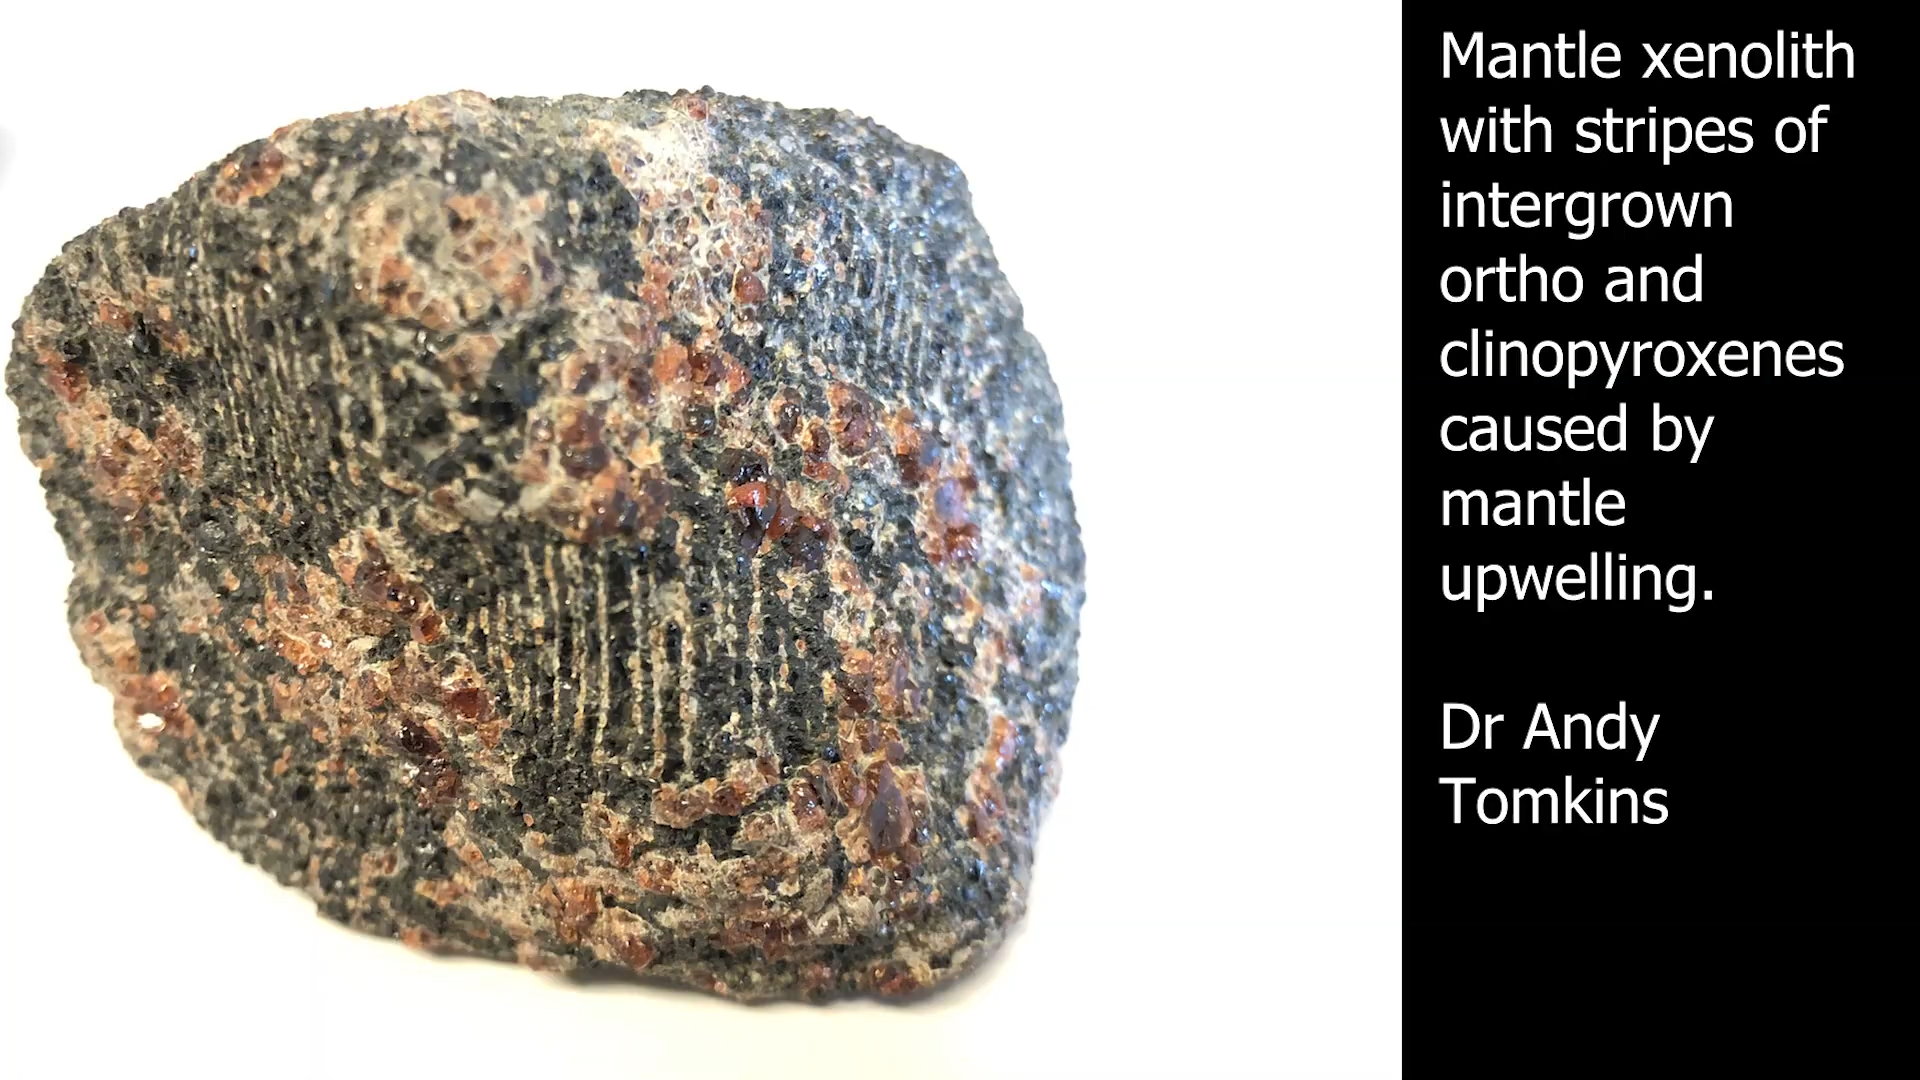 Mantle xenolith
with stripes of
intergrown
ortho and
clinopyroxenes
caused by
mantle
upwelling.
Dr Andy
Tomkins